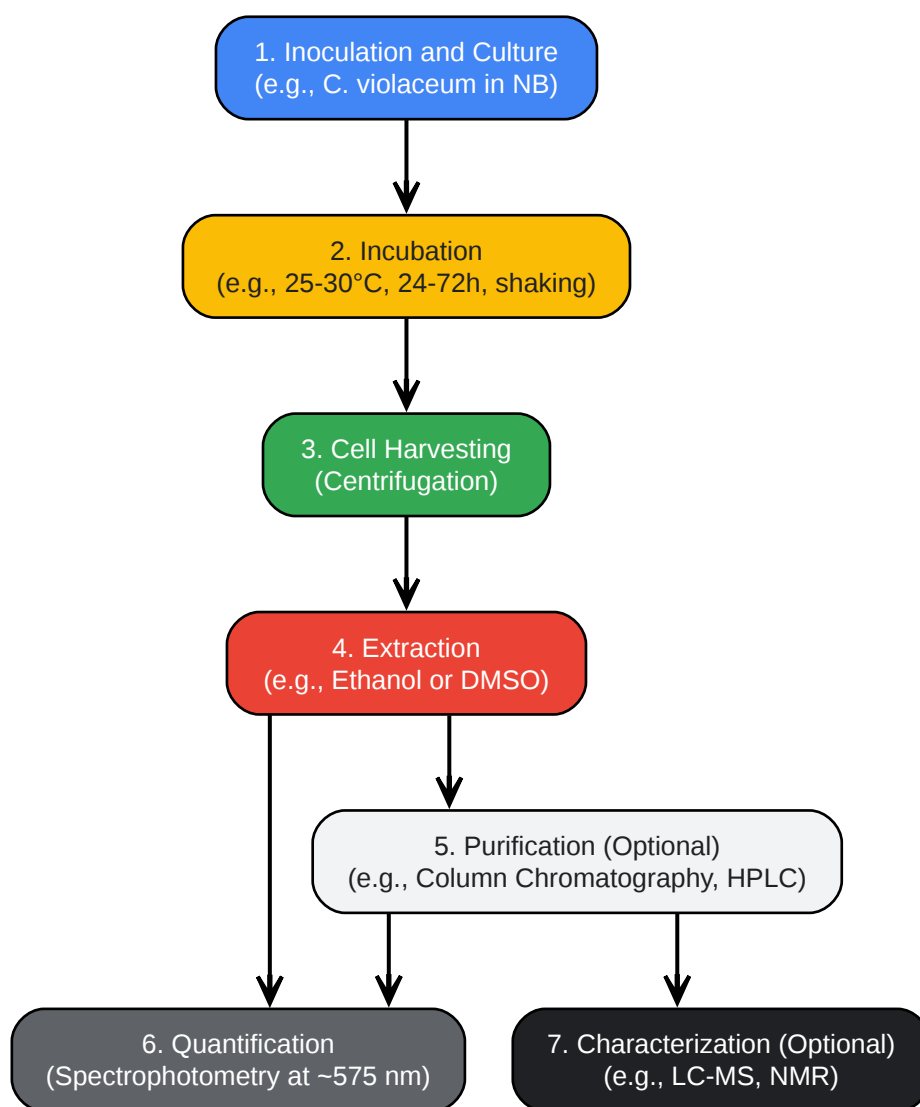 1. Inoculation and Culture
(e.g., C. violaceum in NB)
2. Incubation
(e.g., 25-30°C, 24-72h, shaking)
3. Cell Harvesting
(Centrifugation)
4. Extraction
(e.g., Ethanol or DMSO)
5. Purification (Optional)
(e.g., Column Chromatography, HPLC)
6. Quantification
(Spectrophotometry at ~575 nm)
7. Characterization (Optional)
(e.g., LC-MS, NMR)